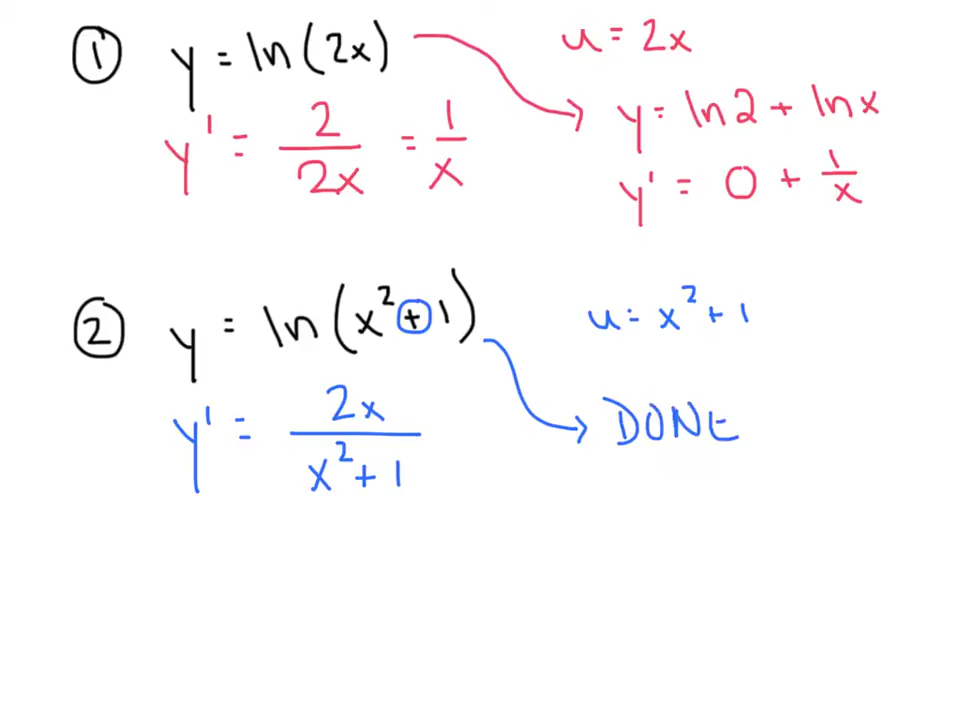 ① y = ln(2x)
u = 2x
y' = 2/2x = 1/x
y = ln2 + lnx
y' = 0 + 1/x
② y = ln(x² + 1)
u = x² + 1
y' = 2x/x² + 1
DONE